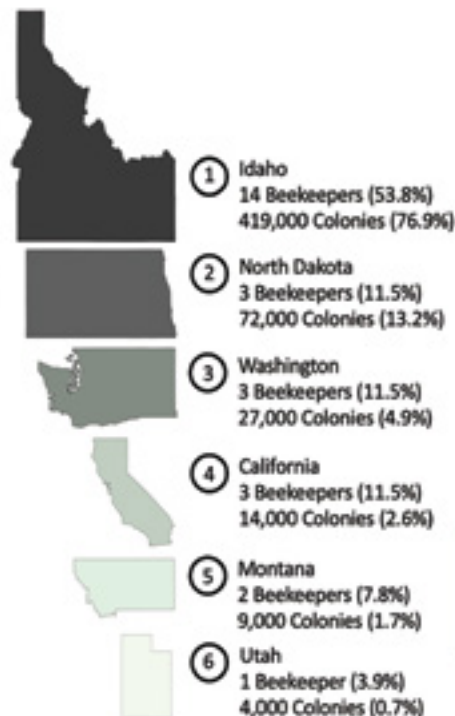 1
Idaho
14 Beekeepers (53.8%)
419,000 Colonies (76.9%)
2
North Dakota
3 Beekeepers (11.5%)
72,000 Colonies (13.2%)
3
Washington
3 Beekeepers (11.5%)
27,000 Colonies (4.9%)
4
California
3 Beekeepers (11.5%)
14,000 Colonies (2.6%)
5
Montana
2 Beekeepers (7.8%)
9,000 Colonies (1.7%)
6
Utah
1 Beekeeper (3.9%)
4,000 Colonies (0.7%)